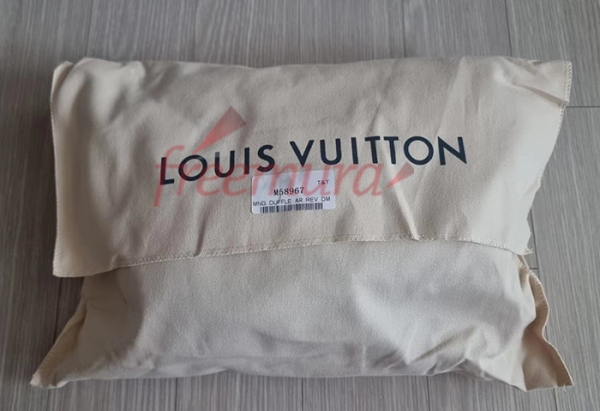 LOUIS VUITTON
freemura
T&T
M58967
MNG DUFFLE AR REV DM